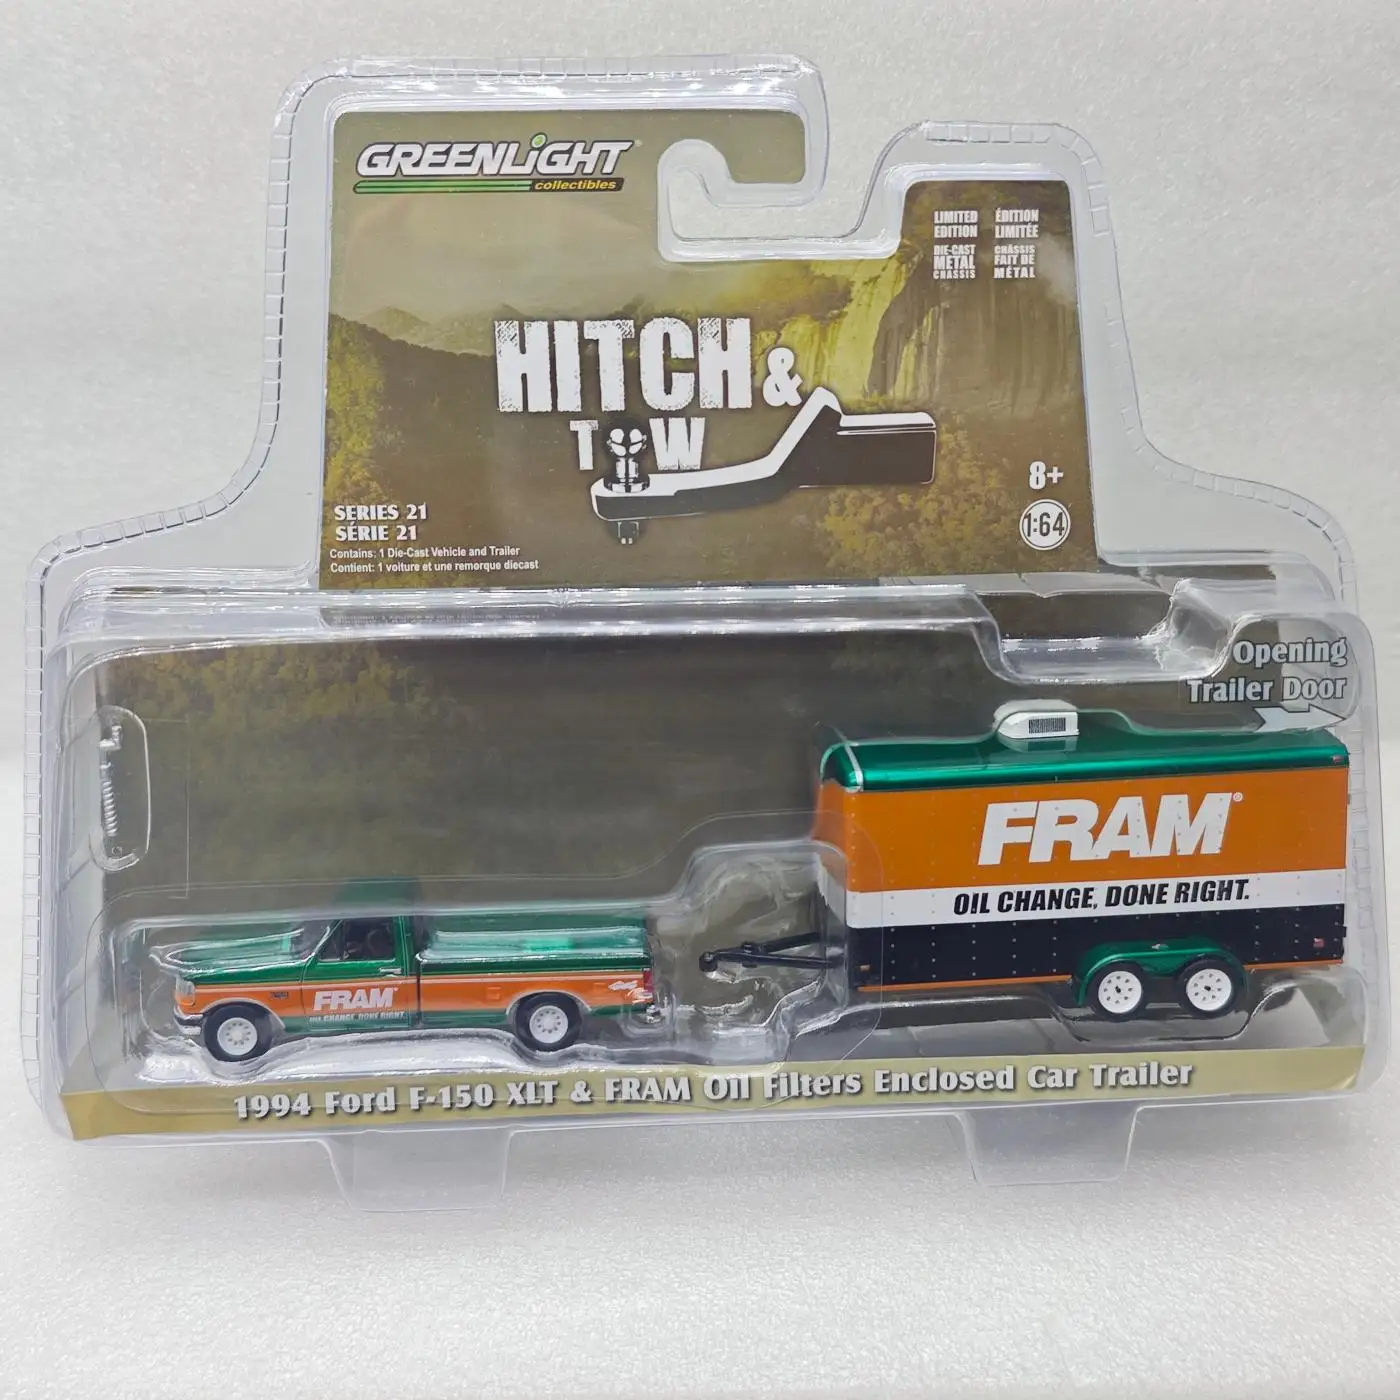 GREENLiGHT
collectibles
LIMITED EDITION
ÉDITION LIMITÉE
DIE-CAST METAL CHASSIS
CHÂSSIS FAIT DE MÉTAL
HITCH &
TOW
8+
1:64
SERIES 21
SÉRIE 21
Contains: 1 Die-Cast Vehicle and Trailer
Contient: 1 voiture et une remorque diecast
Opening
Trailer Door
FRAM®
OIL CHANGE, DONE RIGHT.
FRAM
OIL CHANGE, DONE RIGHT.
4x4
1994 Ford F-150 XLT & FRAM Oil Filters Enclosed Car Trailer